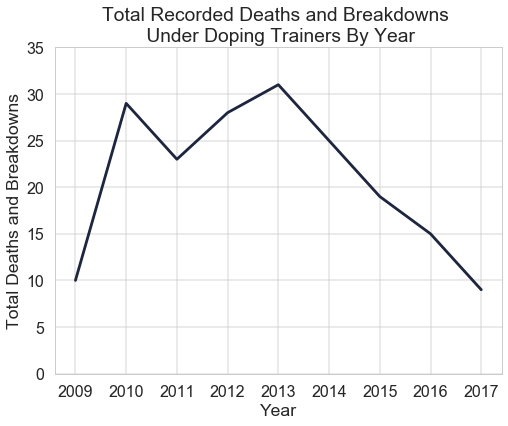 Total Recorded Deaths and Breakdowns
Under Doping Trainers By Year
Total Deaths and Breakdowns
35
30
25
20
15
10
5
0
2009 2010 2011 2012 2013 2014 2015 2016 2017
Year